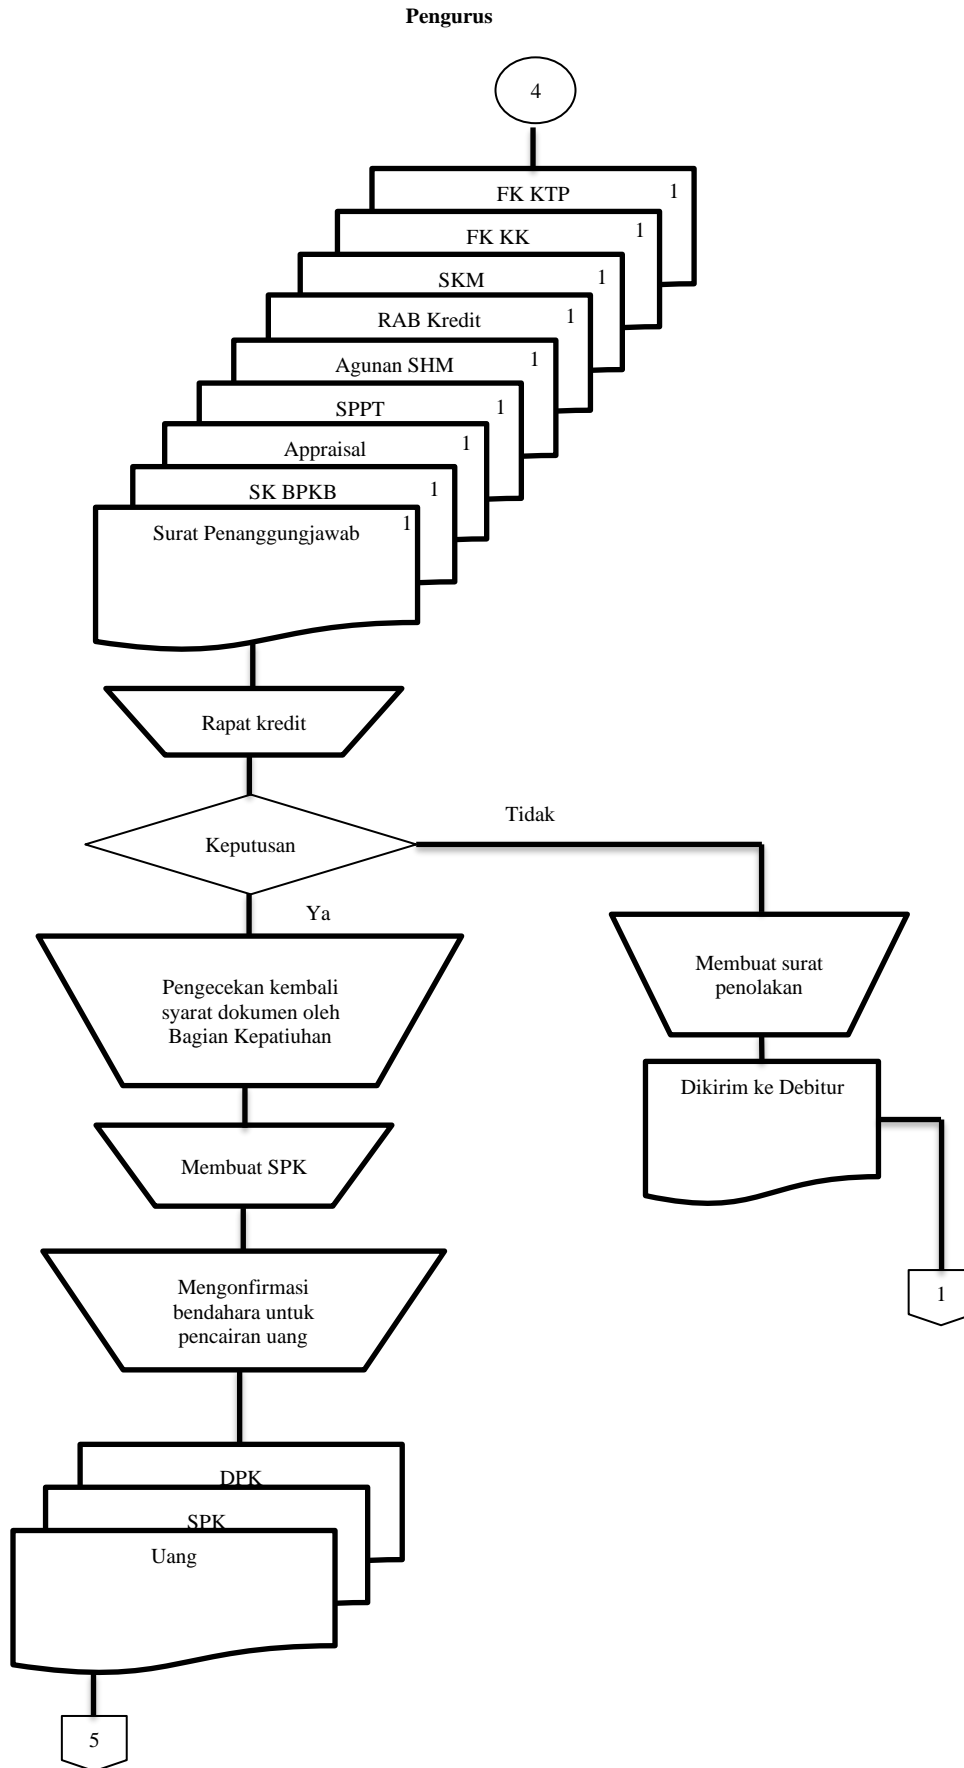 Pengurus
4
FK KTP 1
FK KK 1
SKM 1
RAB Kredit 1
Agunan SHM 1
SPPT 1
Appraisal 1
SK BPKB 1
Surat Penanggungjawab 1
Rapat kredit
Keputusan
Tidak
Ya
Pengecekan kembali
syarat dokumen oleh
Bagian Kepatiuhan
Membuat surat
penolakan
Dikirim ke Debitur
Membuat SPK
1
Mengonfirmasi
bendahara untuk
pencairan uang
DPK
SPK
Uang
5